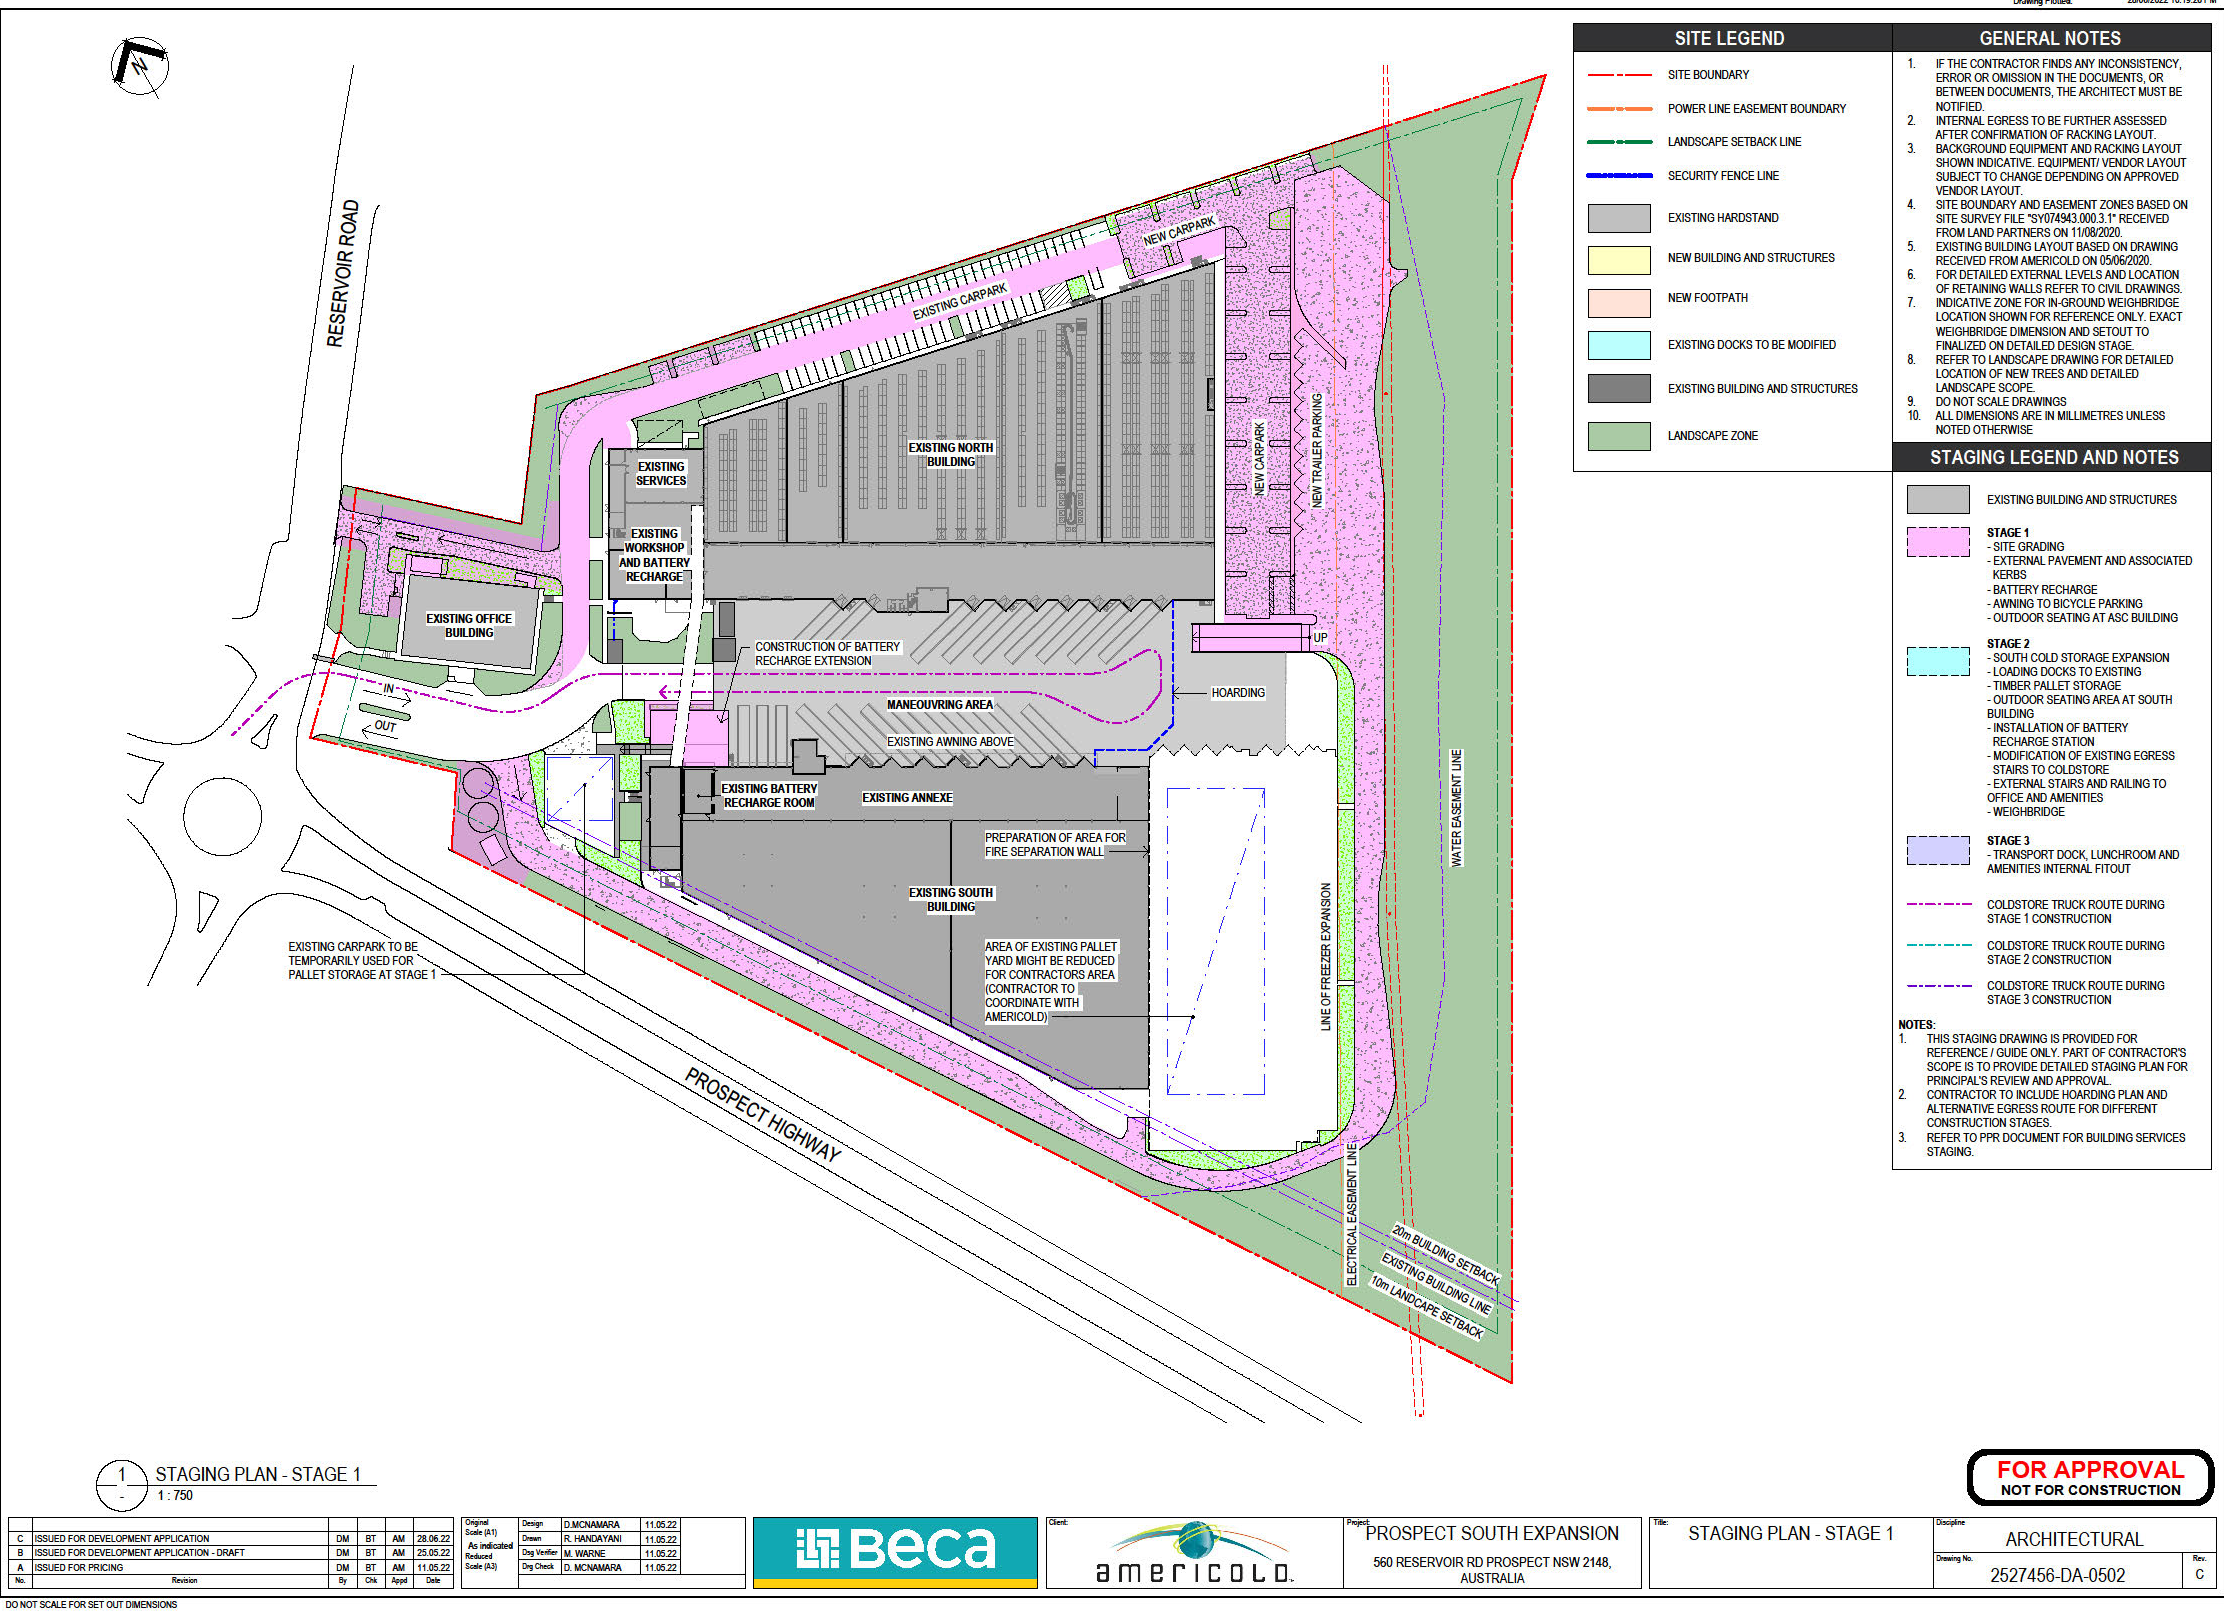 Drawing Plotted:
28/06/2022
N
RESERVOIR ROAD
NEW CARPARK
EXISTING CARPARK
EXISTING NORTH
BUILDING
EXISTING
SERVICES
EXISTING
WORKSHOP
AND BATTERY
RECHARGE
NEW CARPARK
NEW TRAILER PARKING
EXISTING OFFICE
BUILDING
UP
CONSTRUCTION OF BATTERY
RECHARGE EXTENSION
IN
OUT
MANEOUVRING AREA
HOARDING
EXISTING AWNING ABOVE
EXISTING BATTERY
RECHARGE ROOM
EXISTING ANNEXE
PREPARATION OF AREA FOR
FIRE SEPARATION WALL
WATER EASEMENT LINE
EXISTING SOUTH
BUILDING
LINE OF FREEZER EXPANSION
EXISTING CARPARK TO BE
TEMPORARILY USED FOR
PALLET STORAGE AT STAGE 1
AREA OF EXISTING PALLET
YARD MIGHT BE REDUCED
FOR CONTRACTORS AREA
(CONTRACTOR TO
COORDINATE WITH
AMERICOLD)
PROSPECT HIGHWAY
ELECTRICAL EASEMENT LINE
20m BUILDING SETBACK
EXISTING BUILDING LINE
10m LANDCAPE SETBACK
SITE LEGEND
SITE BOUNDARY
POWER LINE EASEMENT BOUNDARY
LANDSCAPE SETBACK LINE
SECURITY FENCE LINE
EXISTING HARDSTAND
NEW BUILDING AND STRUCTURES
NEW FOOTPATH
EXISTING DOCKS TO BE MODIFIED
EXISTING BUILDING AND STRUCTURES
LANDSCAPE ZONE
GENERAL NOTES
1. IF THE CONTRACTOR FINDS ANY INCONSISTENCY,
ERROR OR OMISSION IN THE DOCUMENTS, OR
BETWEEN DOCUMENTS, THE ARCHITECT MUST BE
NOTIFIED.
2. INTERNAL EGRESS TO BE FURTHER ASSESSED
AFTER CONFIRMATION OF RACKING LAYOUT.
3. BACKGROUND EQUIPMENT AND RACKING LAYOUT
SHOWN INDICATIVE. EQUIPMENT/ VENDOR LAYOUT
SUBJECT TO CHANGE DEPENDING ON APPROVED
VENDOR LAYOUT.
4. SITE BOUNDARY AND EASEMENT ZONES BASED ON
SITE SURVEY FILE "SY074943.000.3.1" RECEIVED
FROM LAND PARTNERS ON 11/08/2020.
5. EXISTING BUILDING LAYOUT BASED ON DRAWING
RECEIVED FROM AMERICOLD ON 05/06/2020.
6. FOR DETAILED EXTERNAL LEVELS AND LOCATION
OF RETAINING WALLS REFER TO CIVIL DRAWINGS.
7. INDICATIVE ZONE FOR IN-GROUND WEIGHBRIDGE
LOCATION SHOWN FOR REFERENCE ONLY. EXACT
WEIGHBRIDGE DIMENSION AND SETOUT TO
FINALIZED ON DETAILED DESIGN STAGE.
8. REFER TO LANDSCAPE DRAWING FOR DETAILED
LOCATION OF NEW TREES AND DETAILED
LANDSCAPE SCOPE.
9. DO NOT SCALE DRAWINGS
10. ALL DIMENSIONS ARE IN MILLIMETRES UNLESS
NOTED OTHERWISE
STAGING LEGEND AND NOTES
EXISTING BUILDING AND STRUCTURES
STAGE 1
- SITE GRADING
- EXTERNAL PAVEMENT AND ASSOCIATED
KERBS
- BATTERY RECHARGE
- AWNING TO BICYCLE PARKING
- OUTDOOR SEATING AT ASC BUILDING
STAGE 2
- SOUTH COLD STORAGE EXPANSION
- LOADING DOCKS TO EXISTING
- TIMBER PALLET STORAGE
- OUTDOOR SEATING AREA AT SOUTH
BUILDING
- INSTALLATION OF BATTERY
RECHARGE STATION
- MODIFICATION OF EXISTING EGRESS
STAIRS TO COLDSTORE
- EXTERNAL STAIRS AND RAILING TO
OFFICE AND AMENITIES
- WEIGHBRIDGE
STAGE 3
- TRANSPORT DOCK, LUNCHROOM AND
AMENITIES INTERNAL FITOUT
COLDSTORE TRUCK ROUTE DURING
STAGE 1 CONSTRUCTION
COLDSTORE TRUCK ROUTE DURING
STAGE 2 CONSTRUCTION
COLDSTORE TRUCK ROUTE DURING
STAGE 3 CONSTRUCTION
NOTES:
1. THIS STAGING DRAWING IS PROVIDED FOR
REFERENCE / GUIDE ONLY. PART OF CONTRACTOR'S
SCOPE IS TO PROVIDE DETAILED STAGING PLAN FOR
PRINCIPAL'S REVIEW AND APPROVAL.
2. CONTRACTOR TO INCLUDE HOARDING PLAN AND
ALTERNATIVE EGRESS ROUTE FOR DIFFERENT
CONSTRUCTION STAGES.
3. REFER TO PPR DOCUMENT FOR BUILDING SERVICES
STAGING.
1 STAGING PLAN - STAGE 1
- 1 : 750
FOR APPROVAL
NOT FOR CONSTRUCTION
C ISSUED FOR DEVELOPMENT APPLICATION DM BT AM 28.06.22
B ISSUED FOR DEVELOPMENT APPLICATION - DRAFT DM BT AM 25.05.22
A ISSUED FOR PRICING DM BT AM 11.05.22
No. Revision By Chk Appd Date
Original
Scale (A1)
As indicated
Reduced
Scale (A3)
Design D.MCNAMARA 11.05.22
Drawn R. HANDAYANI 11.05.22
Dsg Verifier M. WARNE 11.05.22
Drg Check D. MCNAMARA 11.05.22
Beca
Client:
americold
Project:
PROSPECT SOUTH EXPANSION
560 RESERVOIR RD PROSPECT NSW 2148,
AUSTRALIA
Title:
STAGING PLAN - STAGE 1
Discipline
ARCHITECTURAL
Drawing No.
2527456-DA-0502
Rev.
C
DO NOT SCALE FOR SET OUT DIMENSIONS